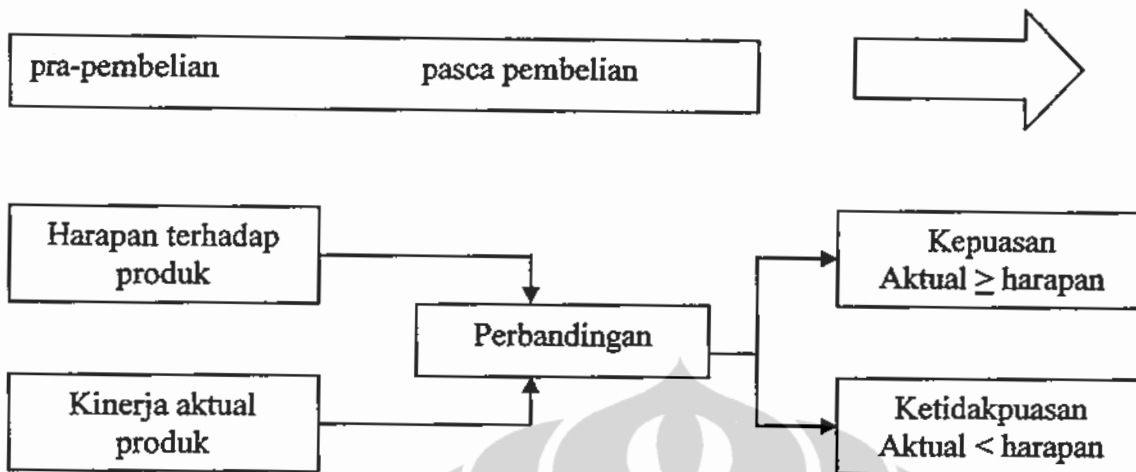 pra-pembelian pasca pembelian
Harapan terhadap
produk
Kepuasan
Aktual ≥ harapan
Perbandingan
Kinerja aktual
produk
Ketidakpuasan
Aktual < harapan